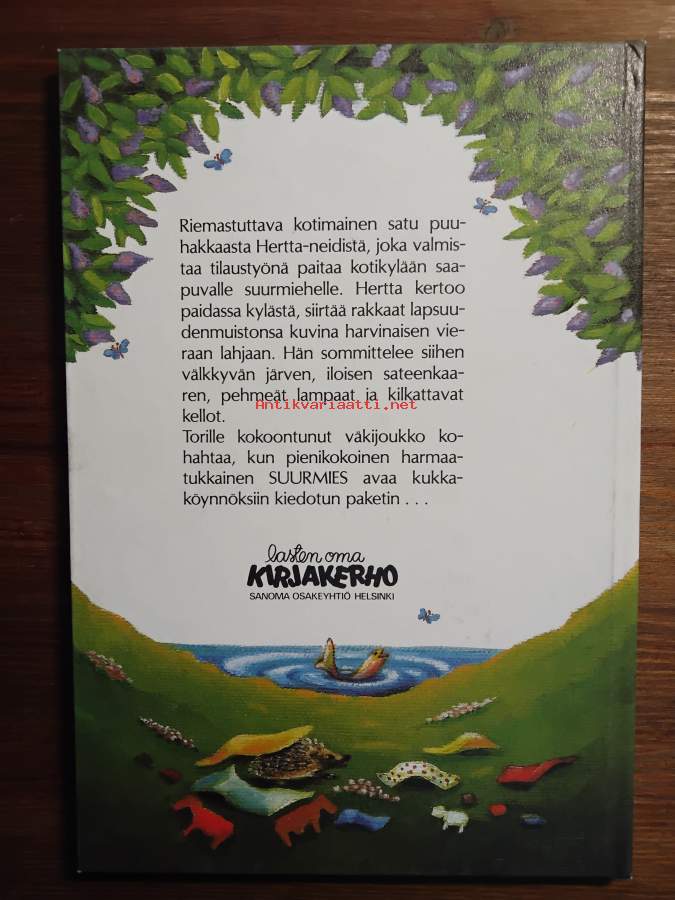 Riemastuttava kotimainen satu puu-
hakkaasta Hertta-neidistä, joka valmis-
taa tilaustyönä paitaa kotikylään saa-
puvalle suurmiehelle. Hertta kertoo
paidassa kylästä, siirtää rakkaat lapsuu-
denmuistonsa kuvina harvinaisen vie-
raan lahjaan. Hän sommittelee siihen
välkkyvän järven, iloisen sateenkaa-
ren, pehmeät lampaat ja kilkattavat
Antikvariaatti.net
kellot.
Torille kokoontunut väkijoukko ko-
hahtaa, kun pienikokoinen harmaa-
tukkainen SUURMIES avaa kukka-
köynnöksiin kiedotun paketin . . .
lasten oma
KIRJAKERHO
SANOMA OSAKEYHTIÖ HELSINKI